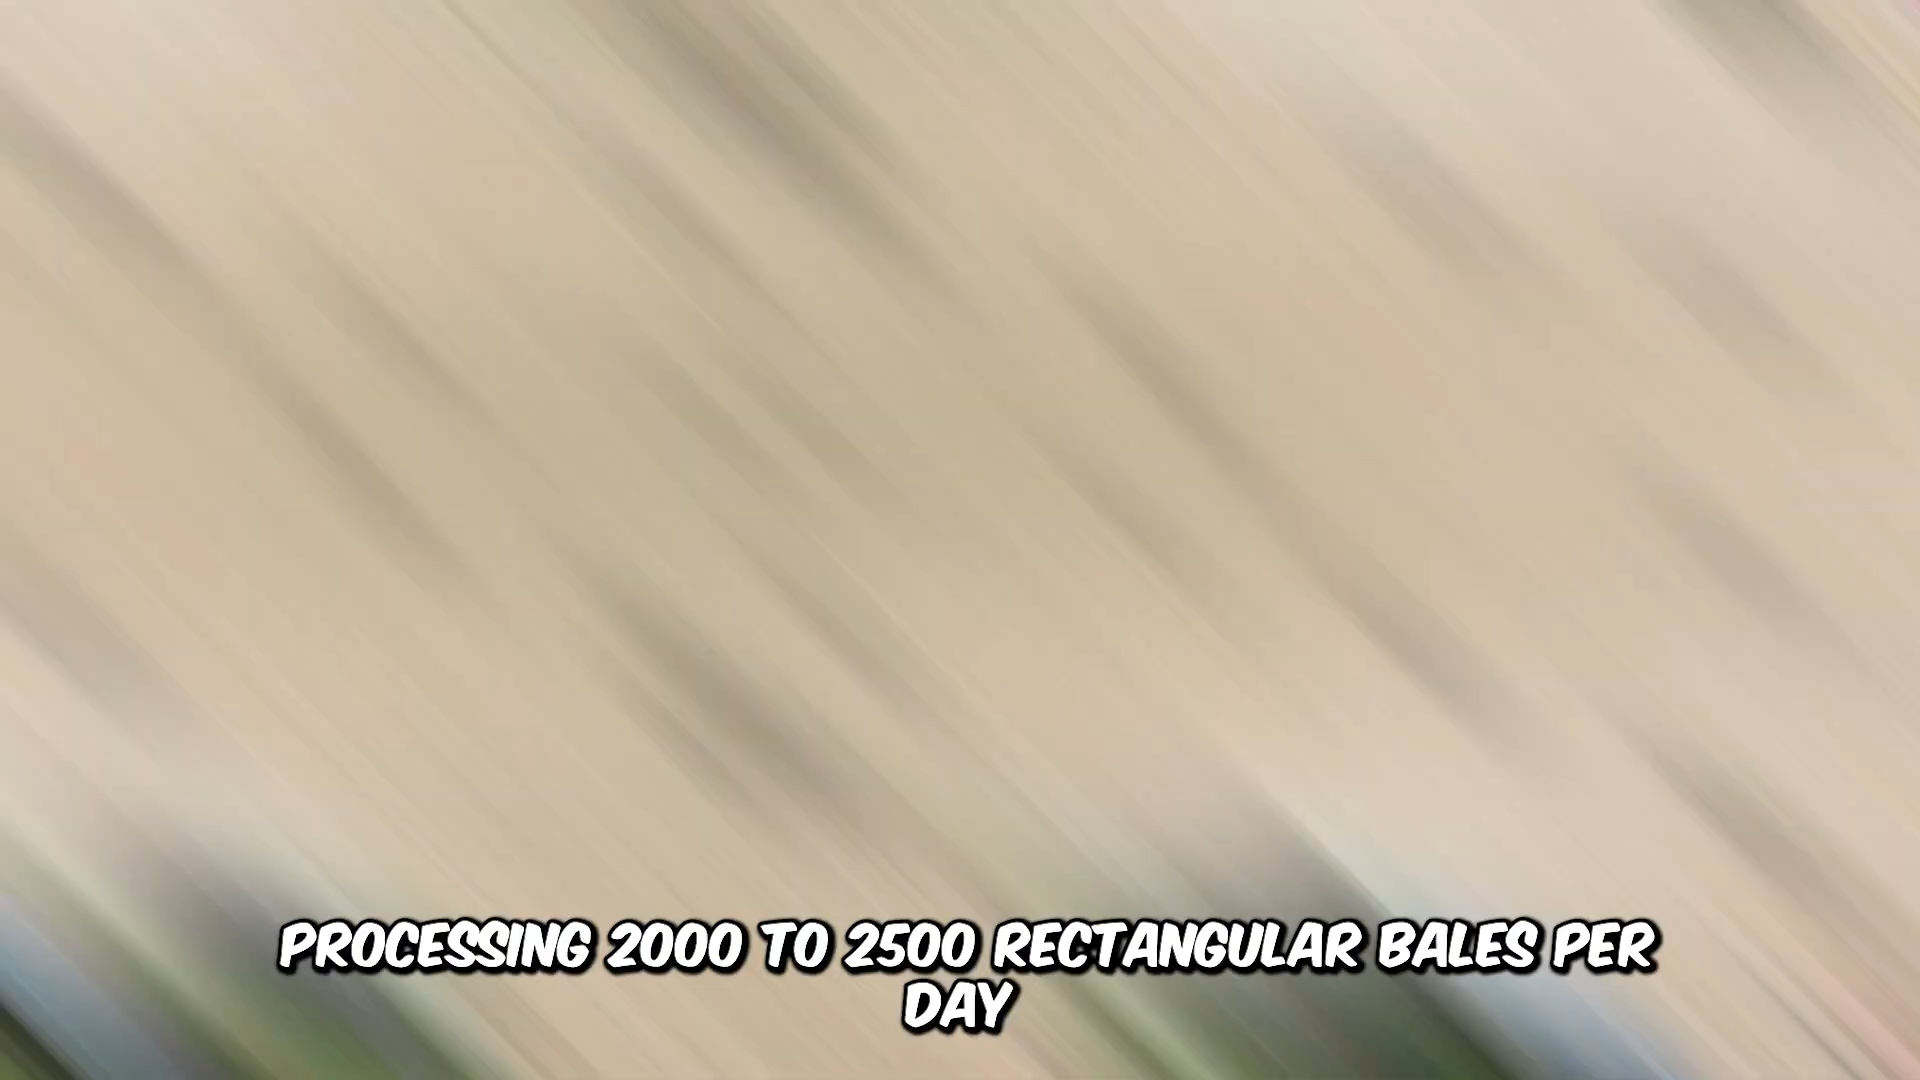 PROCESSING 2000 TO 2500 RECTANGULAR BALES PER
DAY